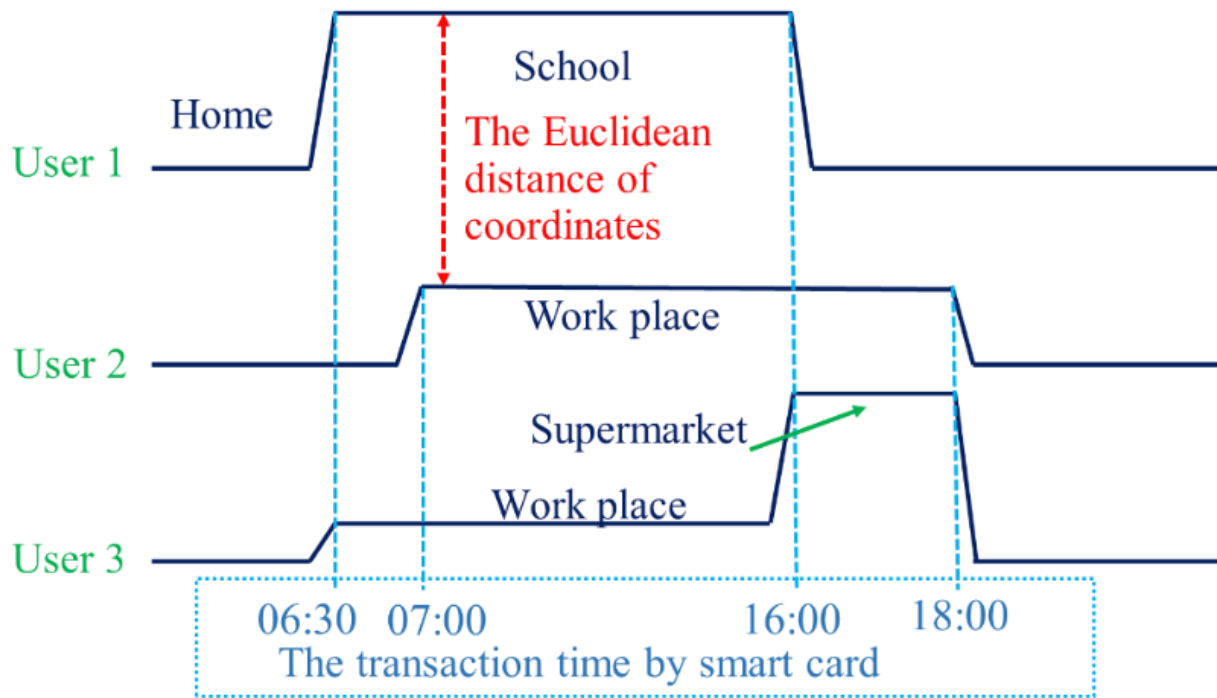 School
Home
User 1
The Euclidean
distance of
coordinates
Work place
User 2
Supermarket
Work place
User 3
06:30 07:00 16:00 18:00
The transaction time by smart card